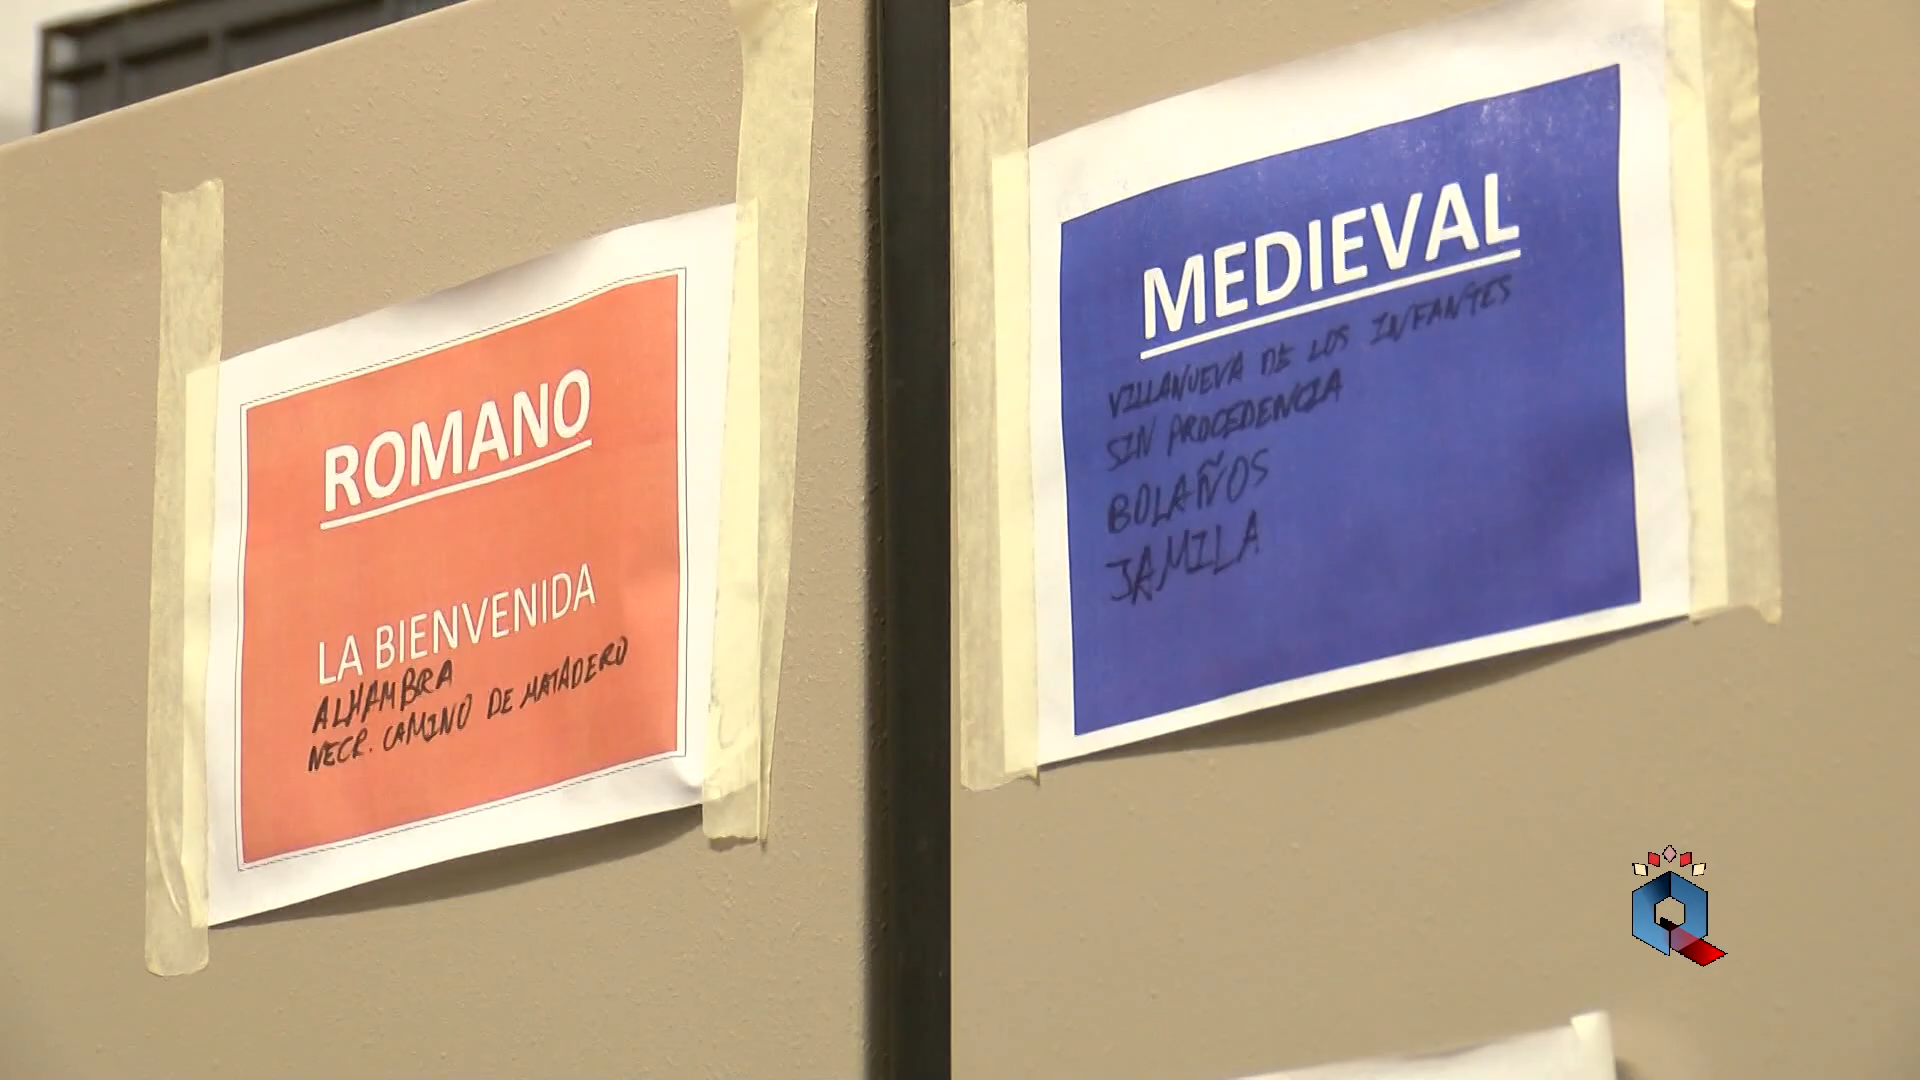 ROMANO
LA BIENVENIDA
ALHAMBRA
NECR. CAMINO DE MATADERO
MEDIEVAL
VILLANUEVA DE LOS INFANTES
SIN PROCEDENCIA
BOLAÑOS
JAMILA